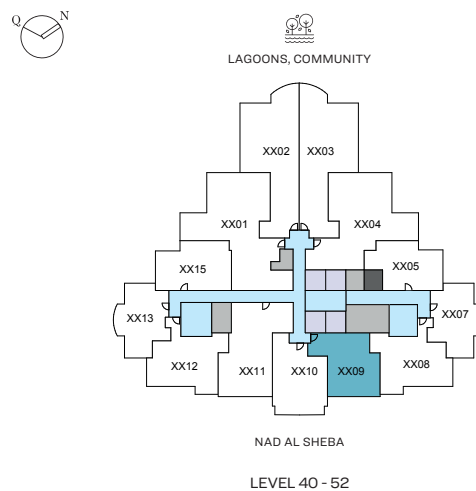 Q N
LAGOONS, COMMUNITY
XX02 XX03
XX01 XX04
XX15 XX05
XX13 XX07
XX12 XX11 XX10 XX09 XX08
NAD AL SHEBA
LEVEL 40 - 52